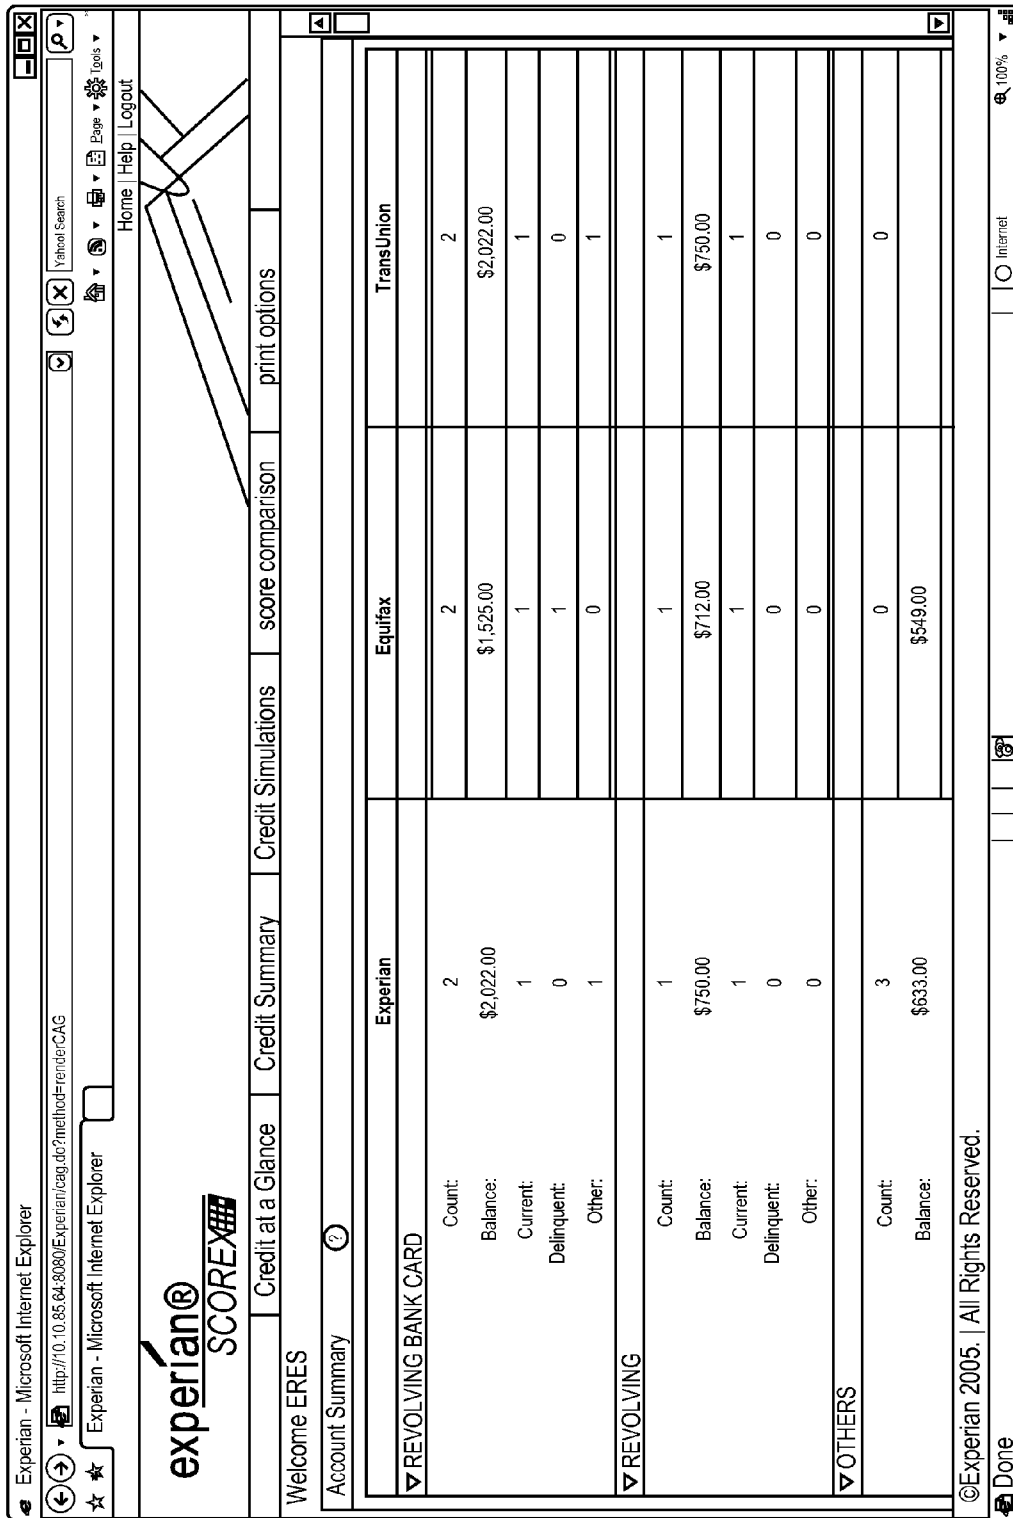 Experian - Microsoft Internet Explorer
http://10.10.85.64:8080/Experian/cag.do?method=renderCAG
Yahoo! Search
Experian - Microsoft Internet Explorer
Page Tools
Home | Help | Logout
experían®
SCOREX
Credit at a Glance Credit Summary Credit Simulations score comparison print options
Welcome ERES
Account Summary ?
Experian Equifax TransUnion
REVOLVING BANK CARD
Count: 2 2 2
Balance: $2,022.00 $1,525.00 $2,022.00
Current: 1 1 1
Delinquent: 0 1 0
Other: 1 0 1
REVOLVING
Count: 1 1 1
Balance: $750.00 $712.00 $750.00
Current: 1 1 1
Delinquent: 0 0 0
Other: 0 0 0
OTHERS
Count: 3 0 0
Balance: $633.00 $549.00
©Experian 2005. | All Rights Reserved.
Done Internet 100%